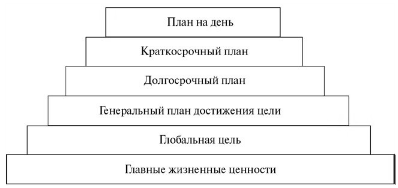 План на день
Краткосрочный план
Долгосрочный план
Генеральный план достижения цели
Глобальная цель
Главные жизненные ценности